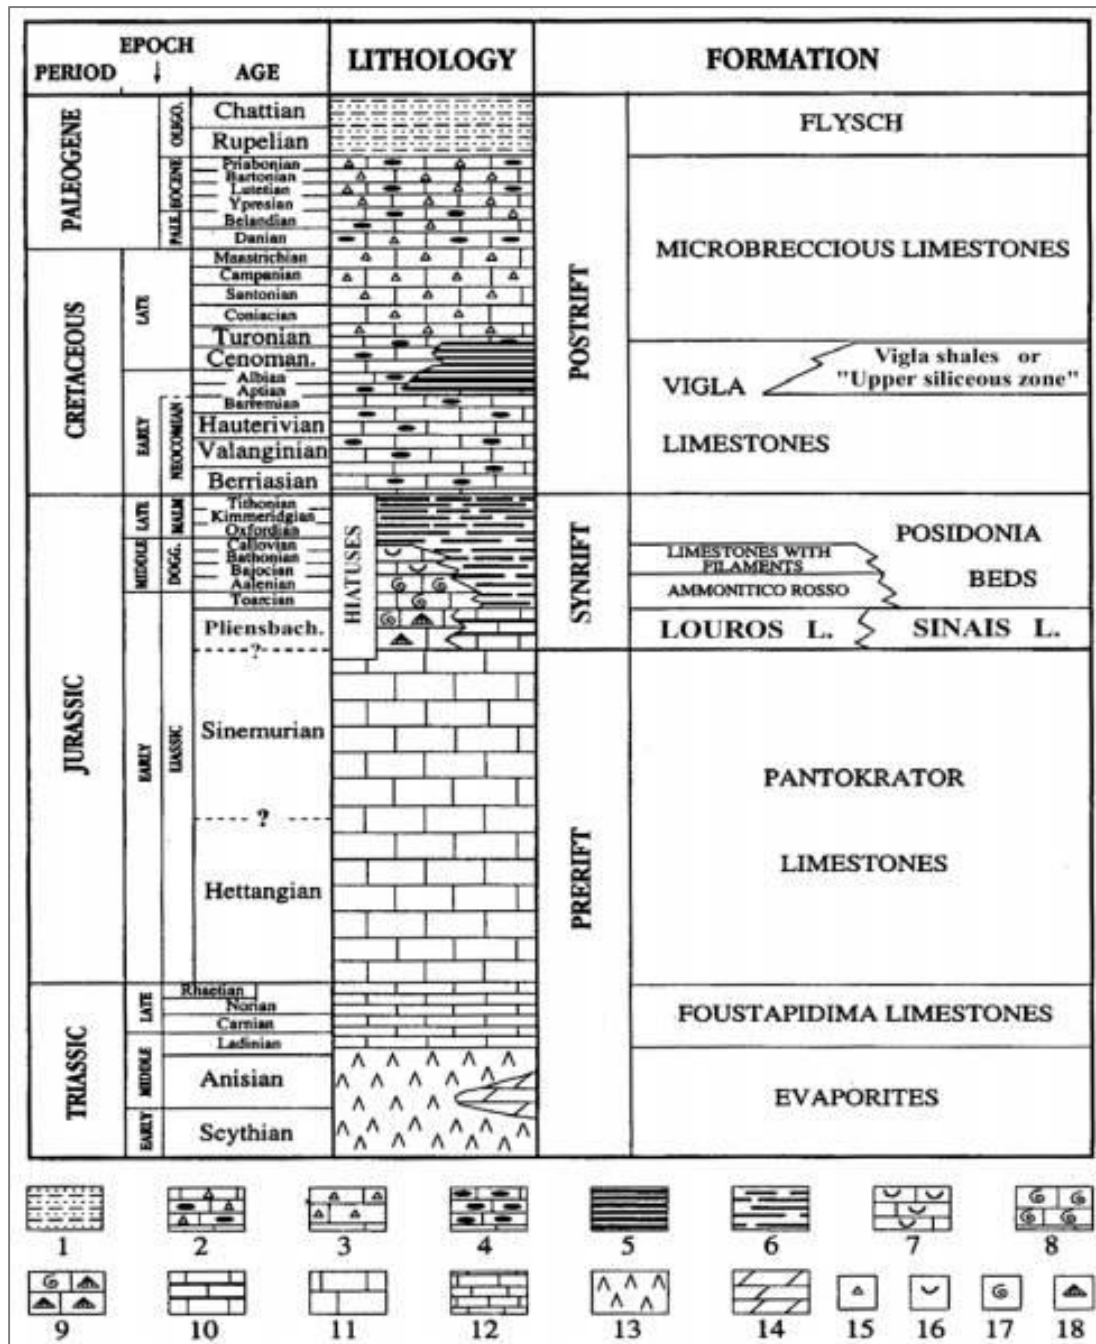 EPOCH
PERIOD ↓ AGE
LITHOLOGY
FORMATION
PALEOGENE
OLIGO.
EOCENE
PALE.
Chattian
Rupelian
Priabonian
Bartonian
Lutetian
Ypresian
Belandian
Danian
CRETACEOUS
LATE
EARLY
NEOCOMIAN
Maastrichian
Campanian
Santonian
Coniacian
Turonian
Cenoman.
Albian
Aptian
Barremian
Hauterivian
Valanginian
Berriasian
JURASSIC
LATE
MALM
MIDDLE
DOGG.
EARLY
LIASSIC
Tithonian
Kimmeridgian
Oxfordian
Callovian
Bathonian
Bajocian
Aalenian
Toarcian
Pliensbach.
?
Sinemurian
?
Hettangian
TRIASSIC
LATE
MIDDLE
EARLY
Rhaetian
Norian
Carnian
Ladinian
Anisian
Scythian
HIATUSES
POSTRIFT
SYNRIFT
PRERIFT
FLYSCH
MICROBRECCIOUS LIMESTONES
Vigla shales or
"Upper siliceous zone"
VIGLA
LIMESTONES
POSIDONIA
BEDS
LIMESTONES WITH
FILAMENTS
AMMONITICO ROSSO
LOUROS L.
SINAIS L.
PANTOKRATOR
LIMESTONES
FOUSTAPIDIMA LIMESTONES
EVAPORITES
1 2 3 4 5 6 7 8
9 10 11 12 13 14 15 16 17 18